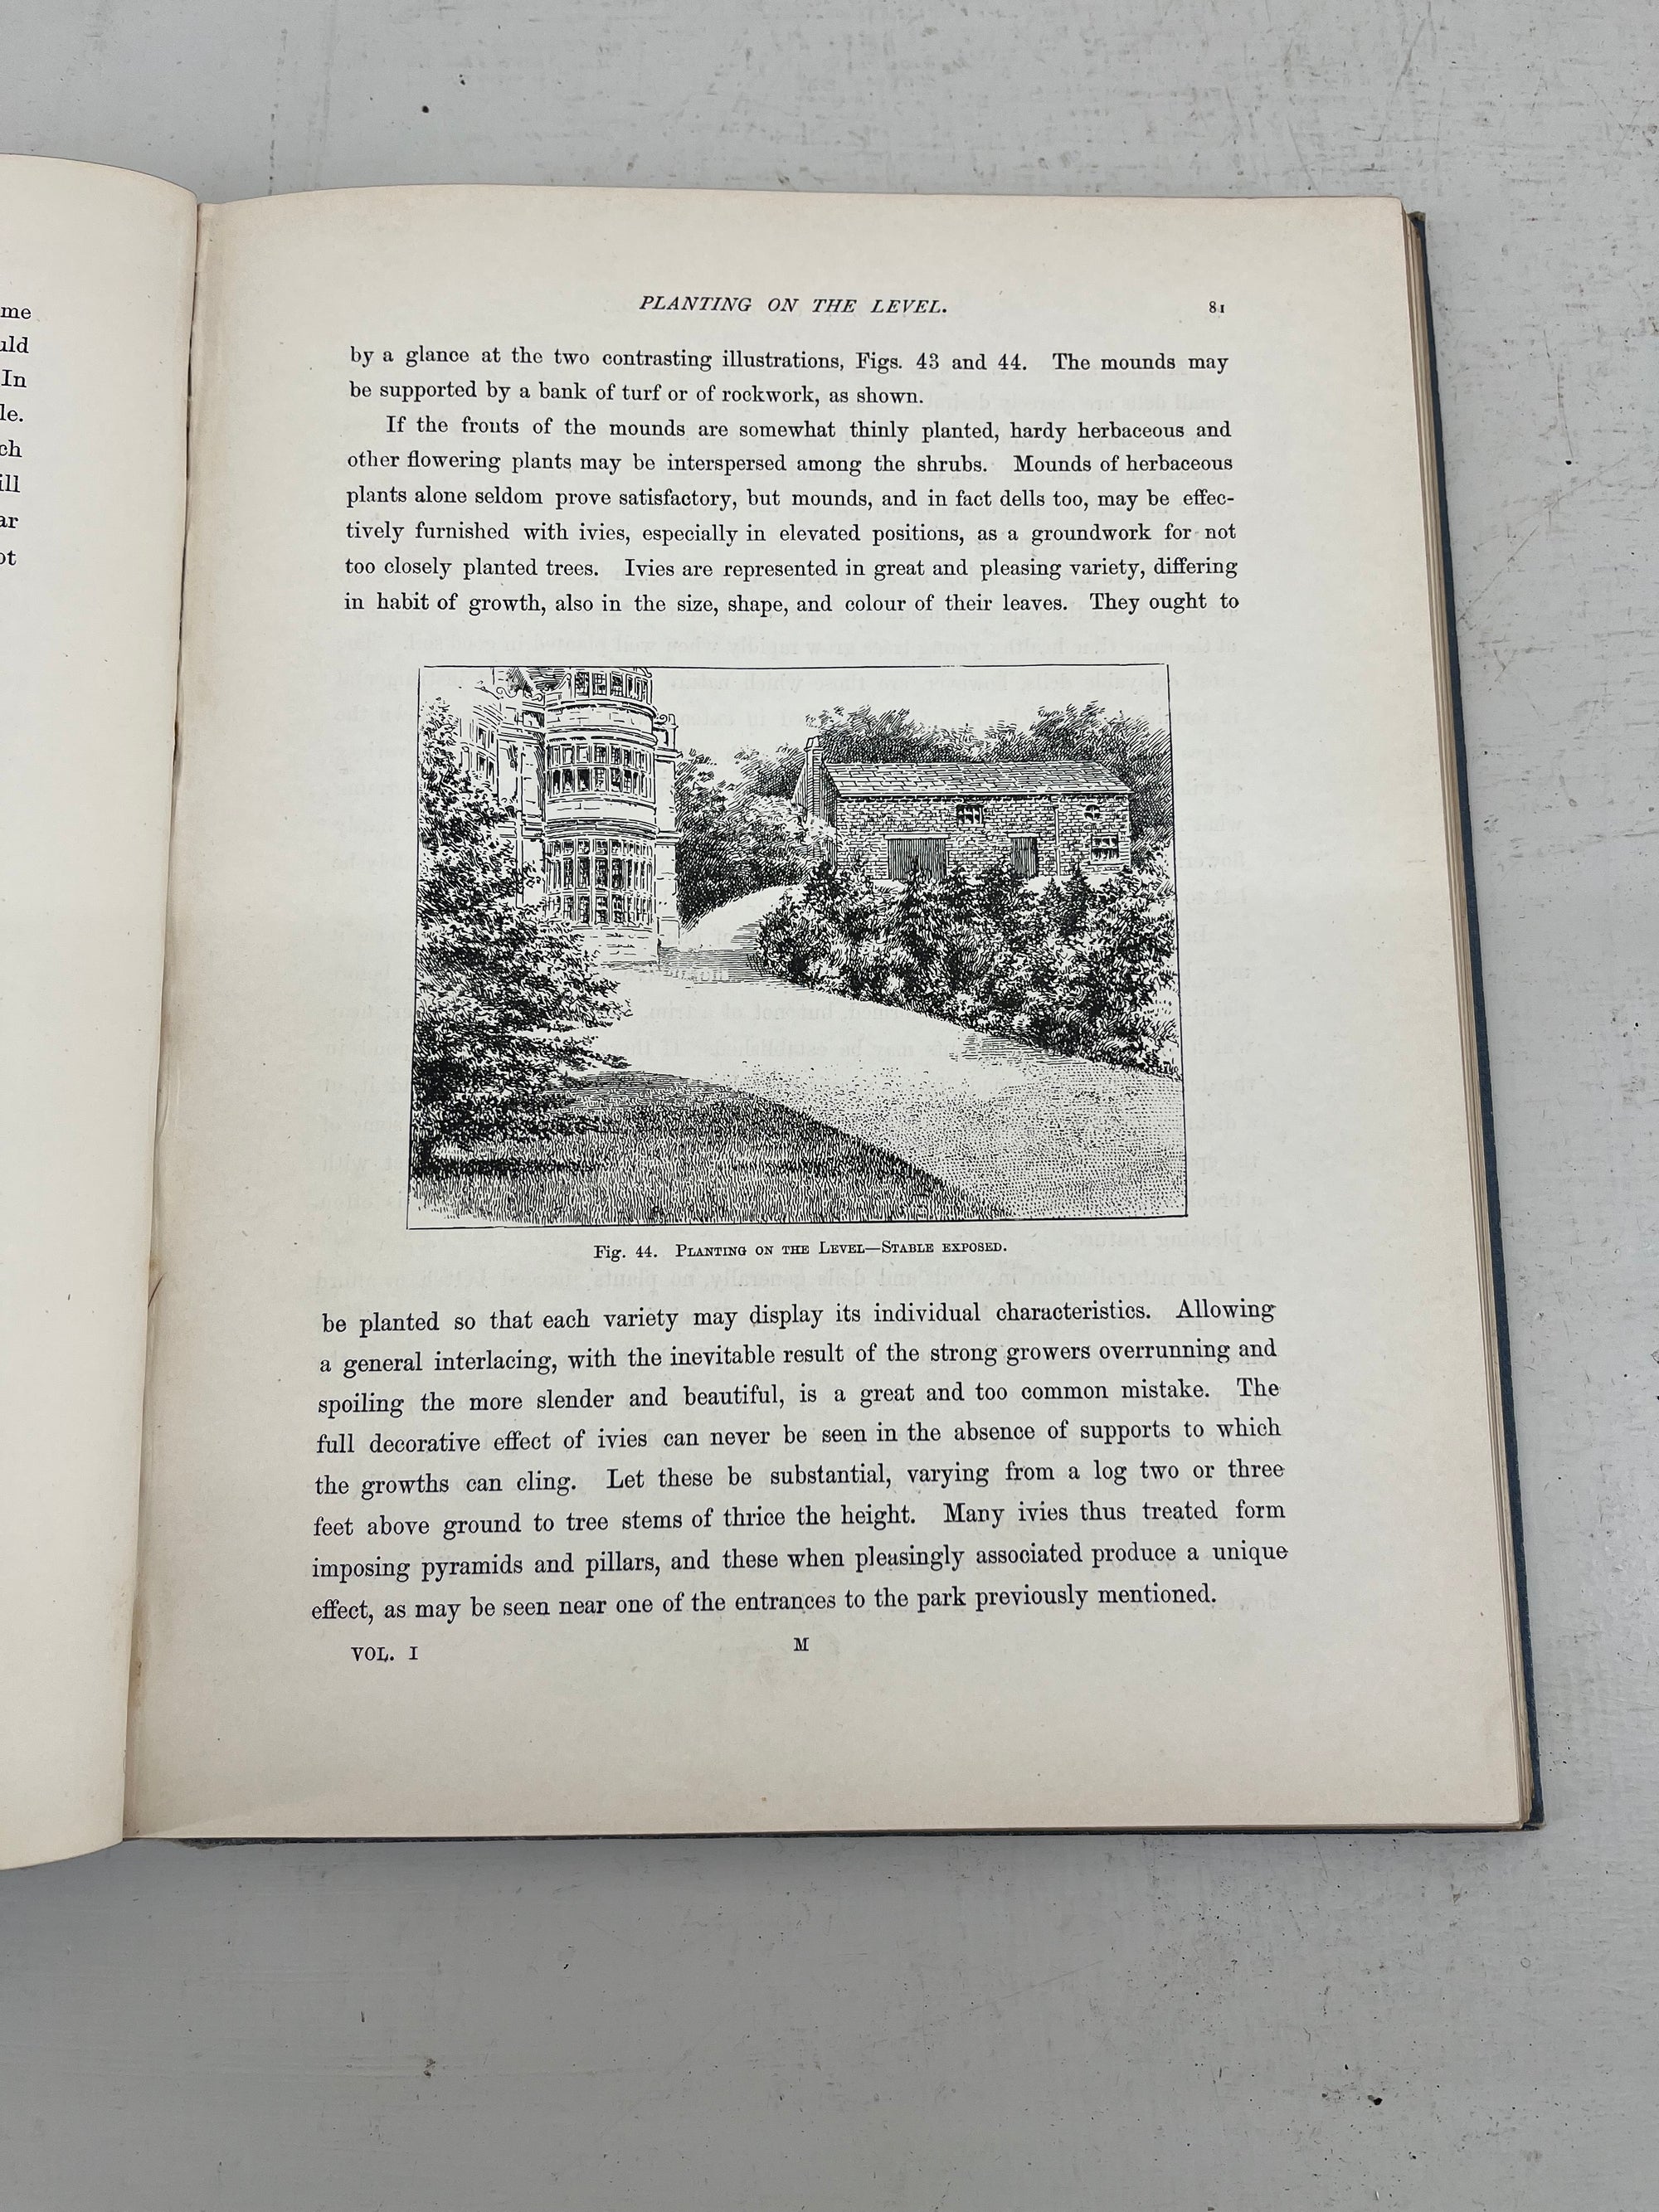 me
uld
In
le.
ch
ill
ar
ot
PLANTING ON THE LEVEL. 81
by a glance at the two contrasting illustrations, Figs. 43 and 44. The mounds may
be supported by a bank of turf or of rockwork, as shown.
If the fronts of the mounds are somewhat thinly planted, hardy herbaceous and
other flowering plants may be interspersed among the shrubs. Mounds of herbaceous
plants alone seldom prove satisfactory, but mounds, and in fact dells too, may be effec-
tively furnished with ivies, especially in elevated positions, as a groundwork for not
too closely planted trees. Ivies are represented in great and pleasing variety, differing
in habit of growth, also in the size, shape, and colour of their leaves. They ought to
Fig. 44. Planting on the Level—Stable exposed.
be planted so that each variety may display its individual characteristics. Allowing
a general interlacing, with the inevitable result of the strong growers overrunning and
spoiling the more slender and beautiful, is a great and too common mistake. The
full decorative effect of ivies can never be seen in the absence of supports to which
the growths can cling. Let these be substantial, varying from a log two or three
feet above ground to tree stems of thrice the height. Many ivies thus treated form
imposing pyramids and pillars, and these when pleasingly associated produce a unique
effect, as may be seen near one of the entrances to the park previously mentioned.
VOL. I M